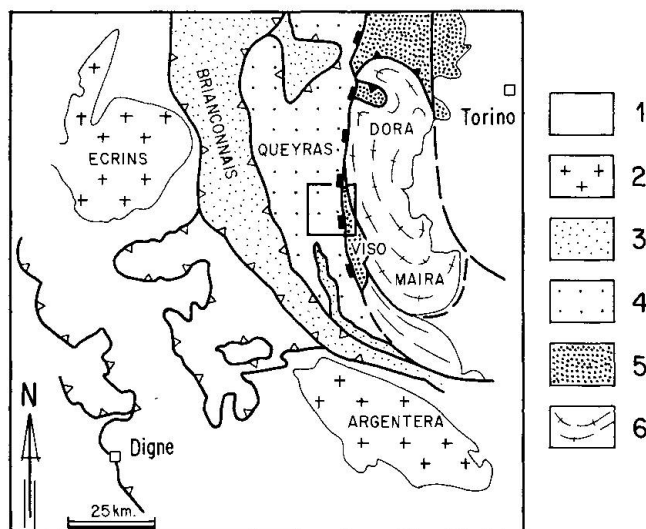 BRIANCONNAIS
ECRINS
QUEYRAS
DORA
Torino
VISO
MAIRA
ARGENTERA
N
Digne
25 km.
1
2
3
4
5
6